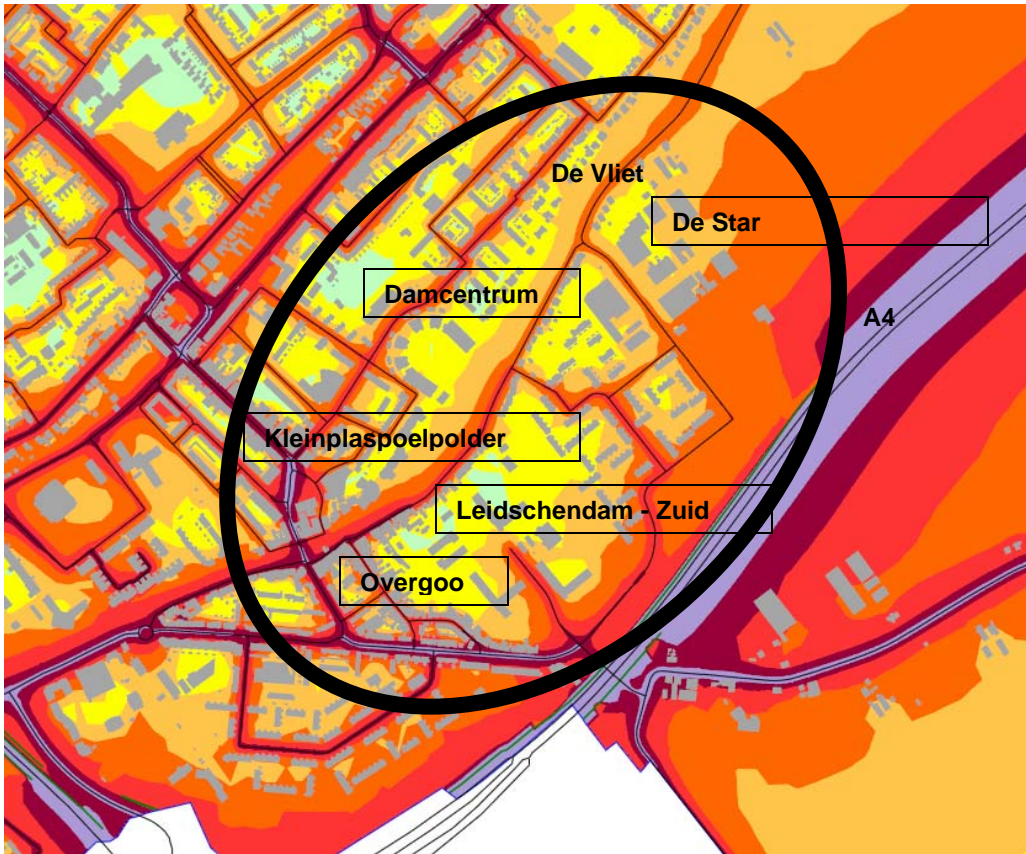 De Vliet
De Star
Damcentrum
A4
Kleinplaspoelpolder
Leidschendam - Zuid
Overgoo